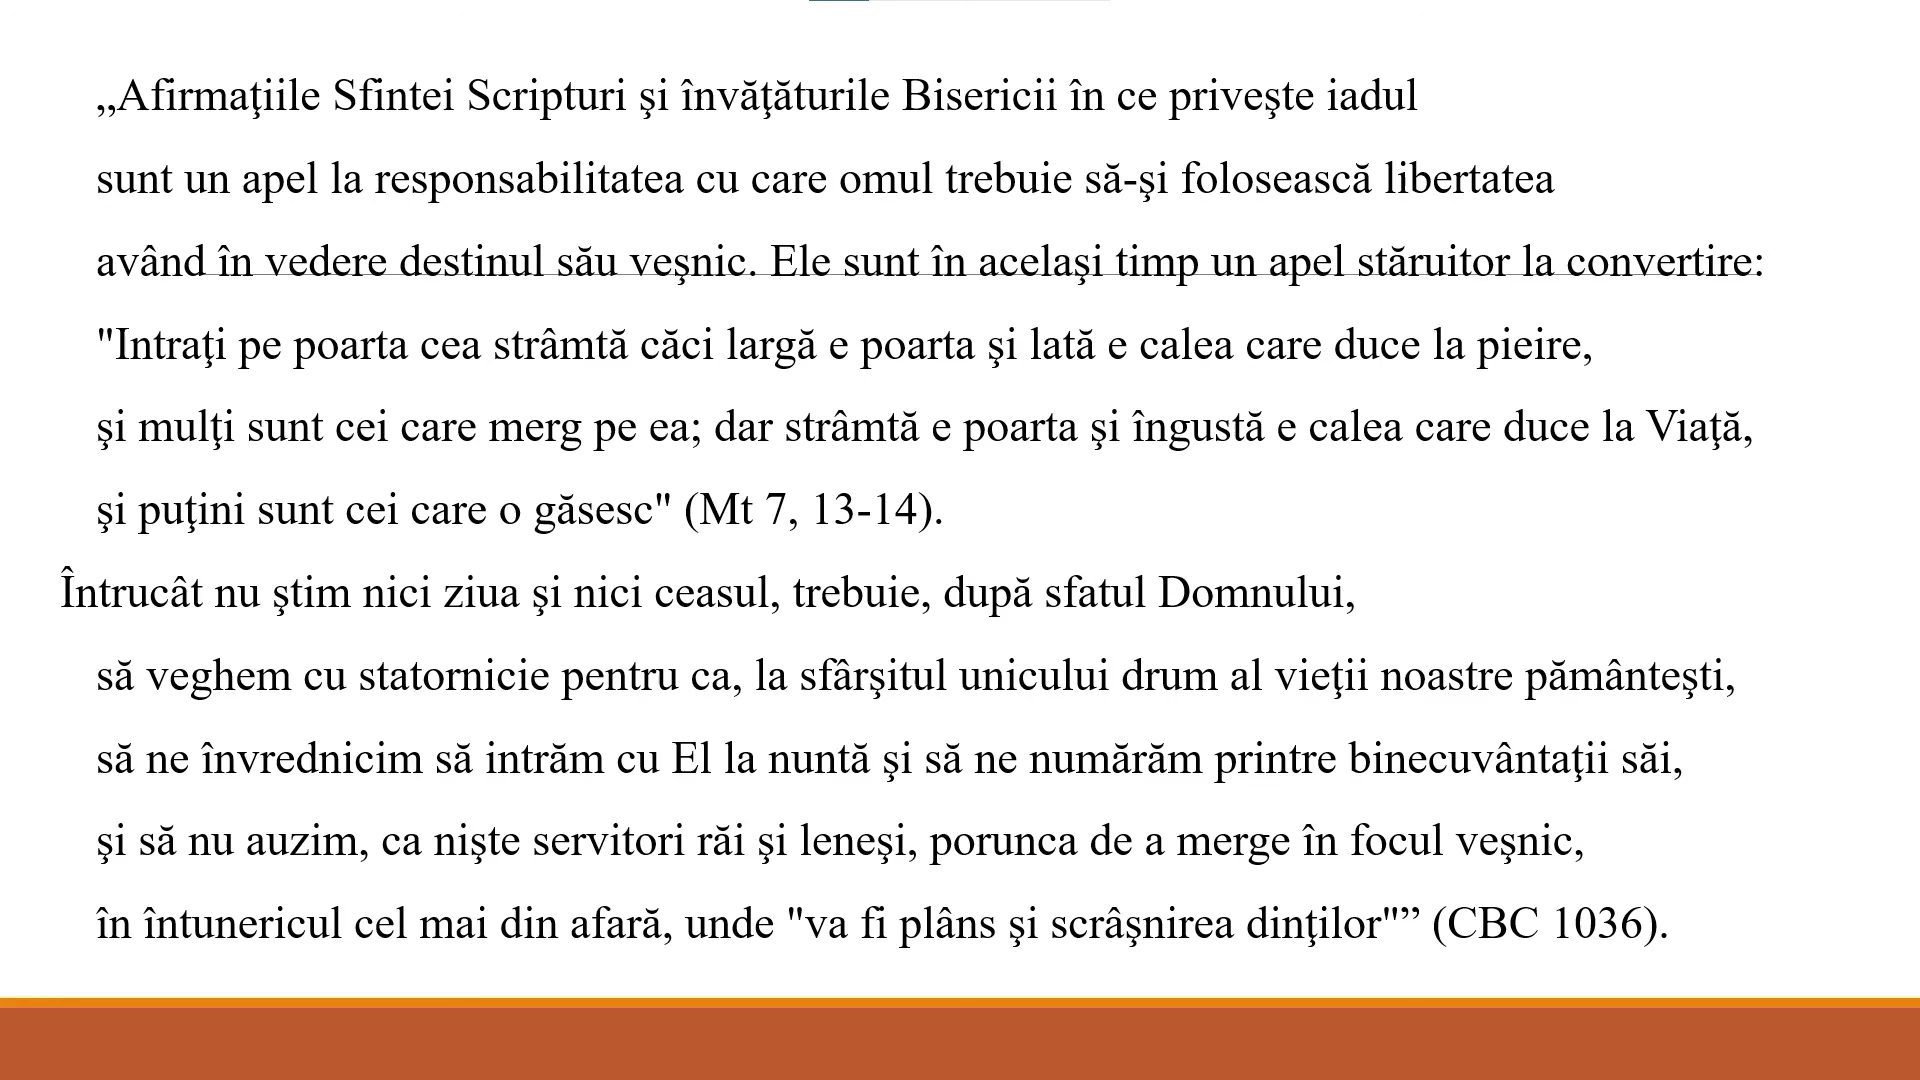 „Afirmaţiile Sfintei Scripturi şi învăţăturile Bisericii în ce priveşte iadul
sunt un apel la responsabilitatea cu care omul trebuie să-şi folosească libertatea
având în vedere destinul său veşnic. Ele sunt în acelaşi timp un apel stăruitor la convertire:
"Intraţi pe poarta cea strâmtă căci largă e poarta şi lată e calea care duce la pieire,
şi mulţi sunt cei care merg pe ea; dar strâmtă e poarta şi îngustă e calea care duce la Viaţă,
şi puţini sunt cei care o găsesc" (Mt 7, 13-14).
Întrucât nu ştim nici ziua şi nici ceasul, trebuie, după sfatul Domnului,
să veghem cu statornicie pentru ca, la sfârşitul unicului drum al vieţii noastre pământeşti,
să ne învrednicim să intrăm cu El la nuntă şi să ne numărăm printre binecuvântaţii săi,
şi să nu auzim, ca nişte servitori răi şi leneşi, porunca de a merge în focul veşnic,
în întunericul cel mai din afară, unde "va fi plâns şi scrâşnirea dinţilor"” (CBC 1036).